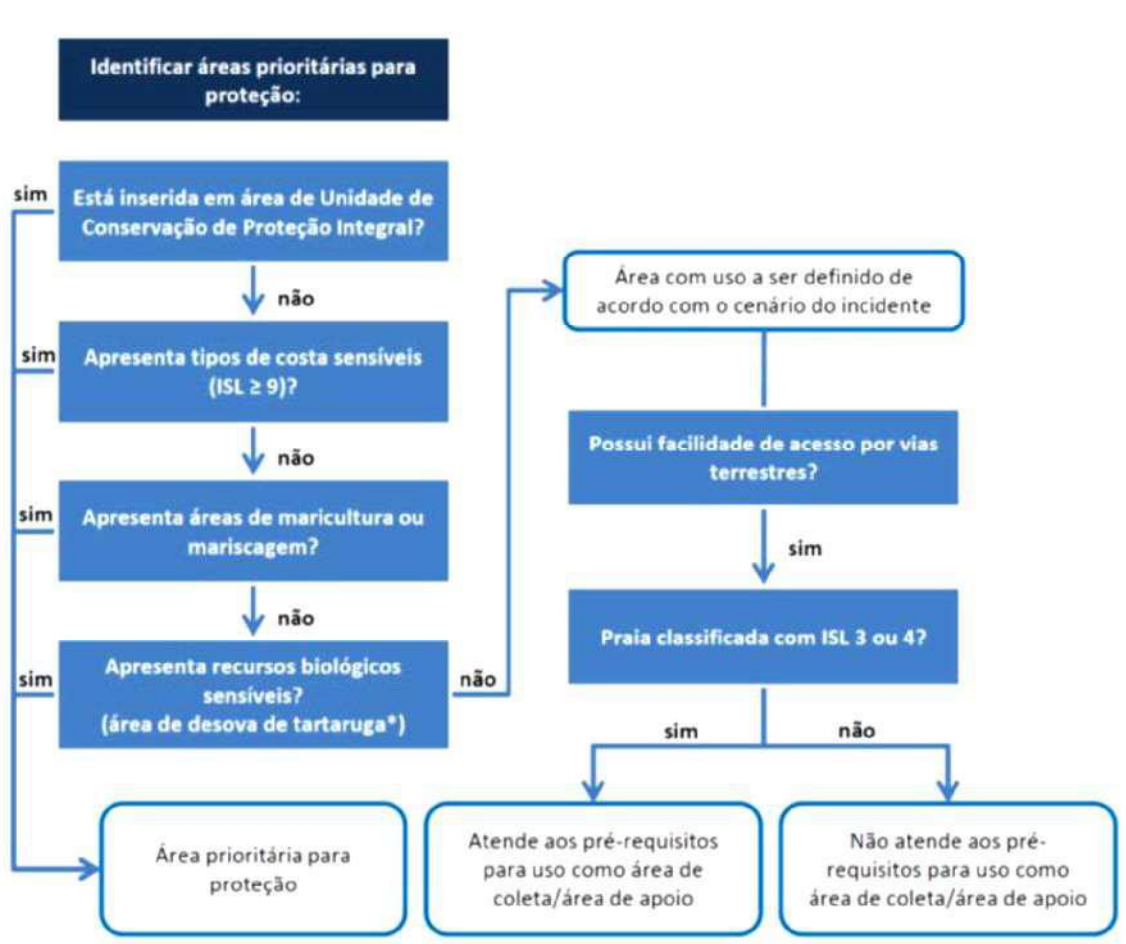 Identificar áreas prioritárias para
proteção:
sim
Está inserida em área de Unidade de
Conservação de Proteção Integral?
não
sim
Apresenta tipos de costa sensíveis
(ISL ≥ 9)?
não
sim
Apresenta áreas de maricultura ou
mariscagem?
não
sim
Apresenta recursos biológicos
sensíveis?
(área de desova de tartaruga*)
não
Área com uso a ser definido de
acordo com o cenário do incidente
Possui facilidade de acesso por vias
terrestres?
sim
Praia classificada com ISL 3 ou 4?
sim
não
Área prioritária para
proteção
Atende aos pré-requisitos
para uso como área de
coleta/área de apoio
Não atende aos pré-
requisitos para uso como
área de coleta/área de apoio